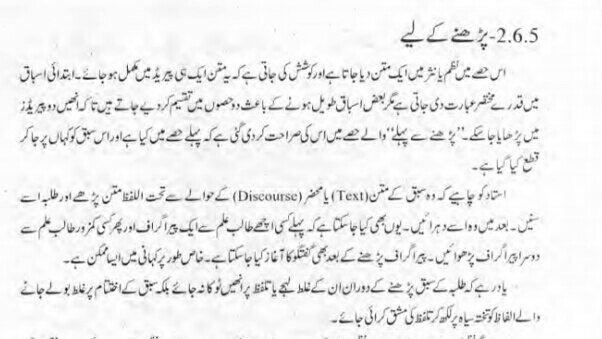 2.6.5- پڑھنے کے لیے
اس حصے میں نظم یا نثر میں ایک متن دیا جاتا ہے اور کوشش کی جاتی ہے کہ یہ متن ایک ہی پیریڈ میں مکمل ہو جائے۔ ابتدائی اسباق
میں قدرے مختصر عبارت دی جاتی ہے مگر بعض اسباق طویل ہونے کے باعث دو حصوں میں تقسیم کر دیے جاتے ہیں تا کہ انھیں دو پیریڈز
میں پڑھایا جا سکے۔ ”پڑھنے سے پہلے“ والے حصے میں اس کی صراحت کر دی گئی ہے کہ پہلے حصے میں کیا ہے اور اس سبق کو کہاں پر جا کر
قطع کیا گیا ہے۔
استاد کو چاہیے کہ وہ سبق کے متن (Text) یا محضر (Discourse) کے حوالے سے تحت اللفظ متن پڑھے اور طلبہ اسے
سنیں۔ بعد میں وہ اسے دہرائیں۔ یوں بھی کیا جا سکتا ہے کہ پہلے کسی اچھے طالب علم سے ایک پیراگراف اور پھر کسی کمزور طالب علم سے
دوسرا پیراگراف پڑھوائیں۔ پیراگراف پڑھنے کے بعد بھی گفتگو کا آغاز کیا جا سکتا ہے۔ خاص طور پر کہانی میں ایسا ممکن ہے۔
یاد رہے کہ طلبہ کے سبق پڑھنے کے دوران ان کے غلط لہجے یا تلفظ پر انھیں ٹوکا نہ جائے بلکہ سبق کے اختتام پر غلط بولے جانے
والے الفاظ کو تختہ سیاہ پر لکھ کر تلفظ کی مشق کرائی جائے۔